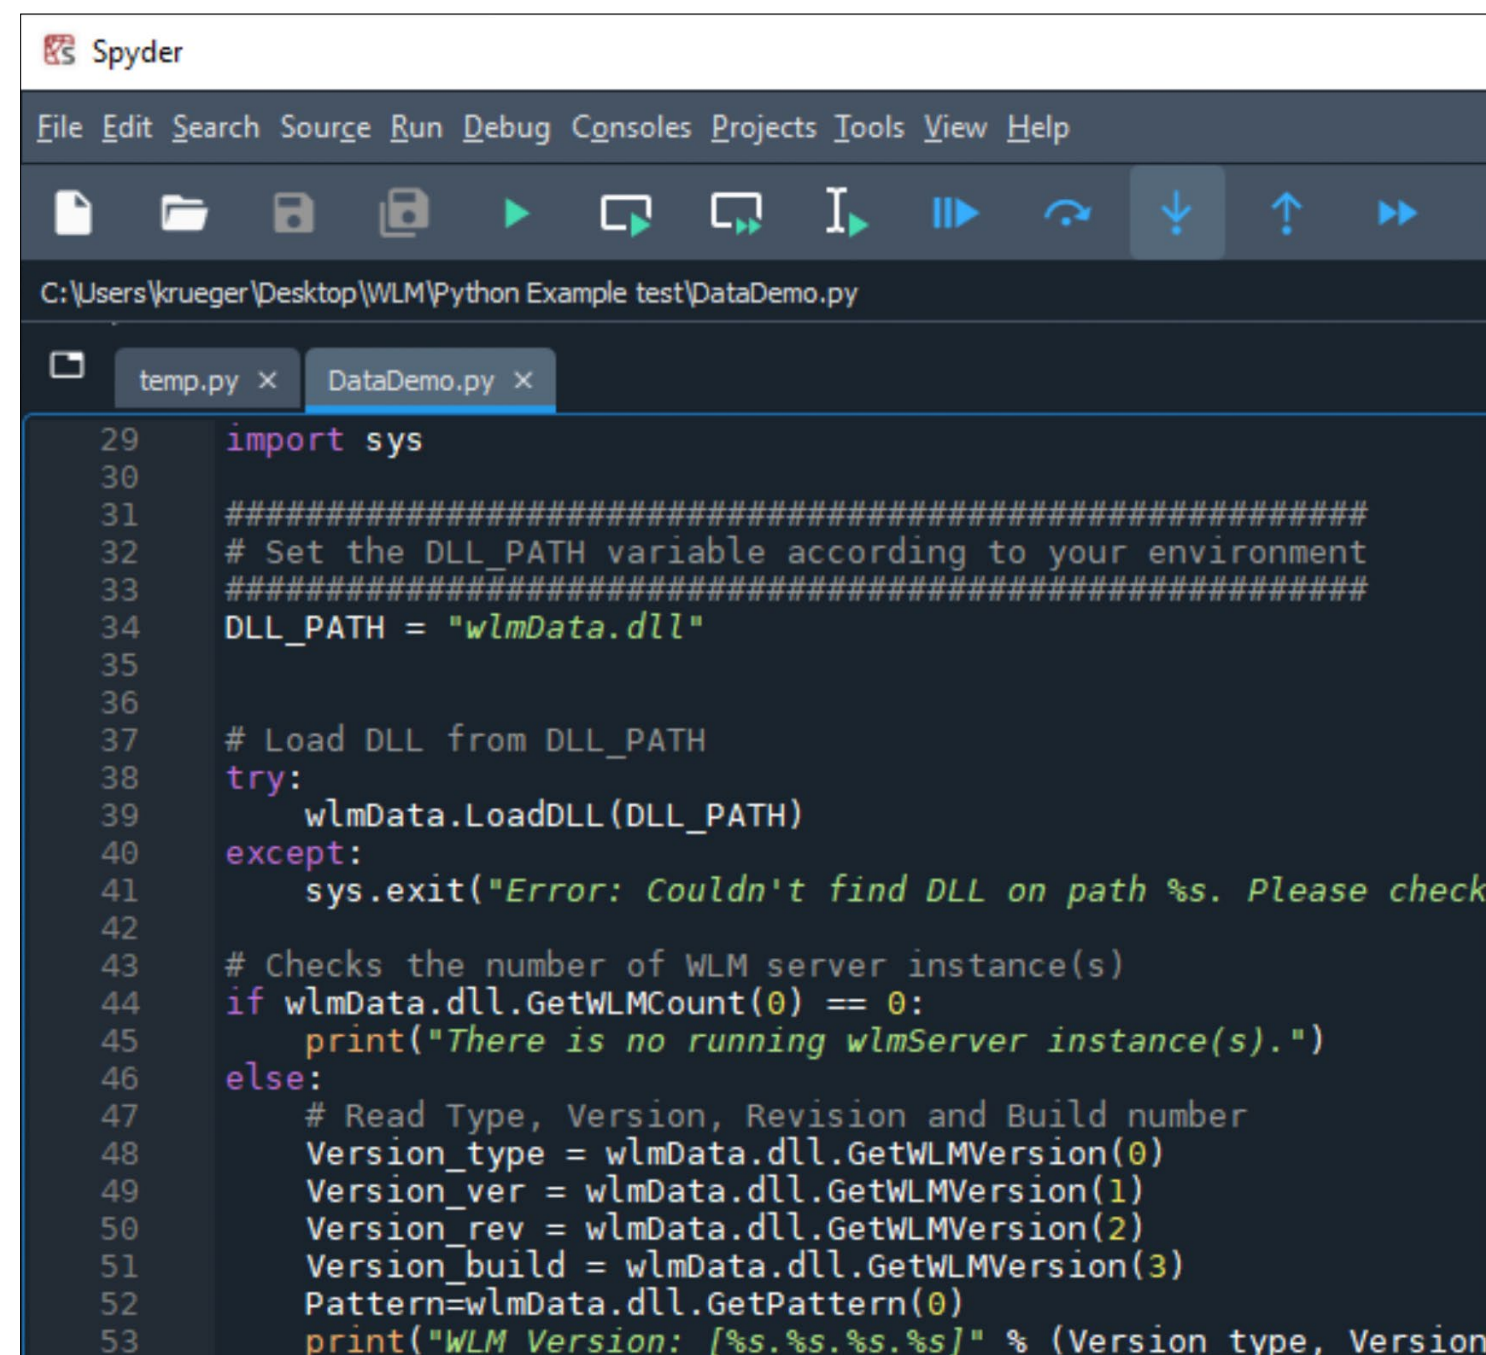 Spyder
File Edit Search Source Run Debug Consoles Projects Tools View Help
C:\Users\krueger\Desktop\WLM\Python Example test\DataDemo.py
temp.py × DataDemo.py ×
29 import sys
30
31 #########################################################
32 # Set the DLL_PATH variable according to your environment
33 #########################################################
34 DLL_PATH = "wlmData.dll"
35
36
37 # Load DLL from DLL_PATH
38 try:
39     wlmData.LoadDLL(DLL_PATH)
40 except:
41     sys.exit("Error: Couldn't find DLL on path %s. Please check
42
43 # Checks the number of WLM server instance(s)
44 if wlmData.dll.GetWLMCount(0) == 0:
45     print("There is no running wlmServer instance(s).")
46 else:
47     # Read Type, Version, Revision and Build number
48     Version_type = wlmData.dll.GetWLMVersion(0)
49     Version_ver = wlmData.dll.GetWLMVersion(1)
50     Version_rev = wlmData.dll.GetWLMVersion(2)
51     Version_build = wlmData.dll.GetWLMVersion(3)
52     Pattern=wlmData.dll.GetPattern(0)
53     print("WLM Version: [%s.%s.%s.%s]" % (Version_type, Version